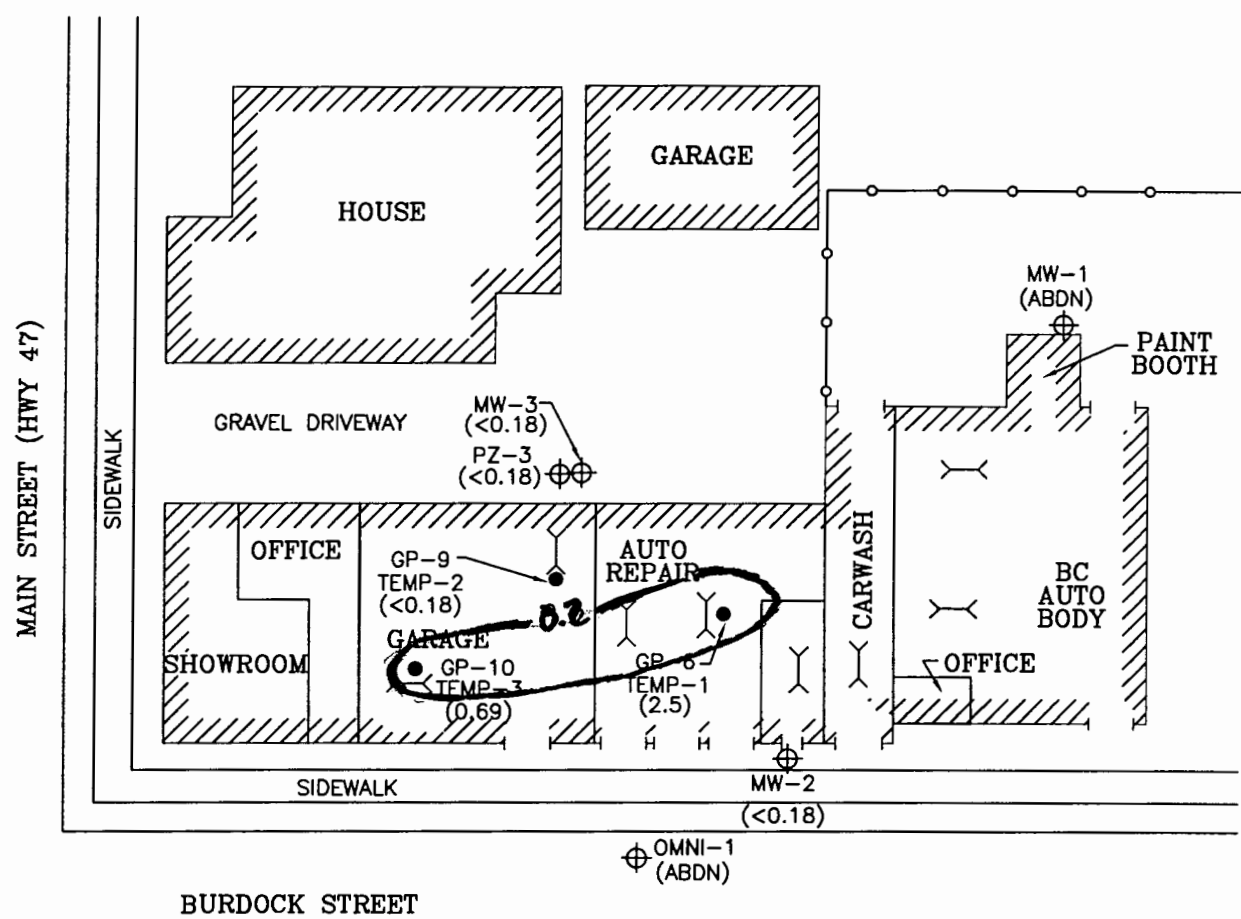 GARAGE
HOUSE
MW-1
(ABDN)
PAINT
BOOTH
MAIN STREET (HWY 47)
SIDEWALK
GRAVEL DRIVEWAY
MW-3
(<0.18)
PZ-3
(<0.18)
OFFICE
GP-9
TEMP-2
(<0.18)
AUTO
REPAIR
CARWASH
BC
AUTO
BODY
GARAGE
SHOWROOM
GP-10
TEMP-3
(0.69)
GP-6
TEMP-1
(2.5)
OFFICE
SIDEWALK
MW-2
(<0.18)
OMNI-1
(ABDN)
BURDOCK STREET